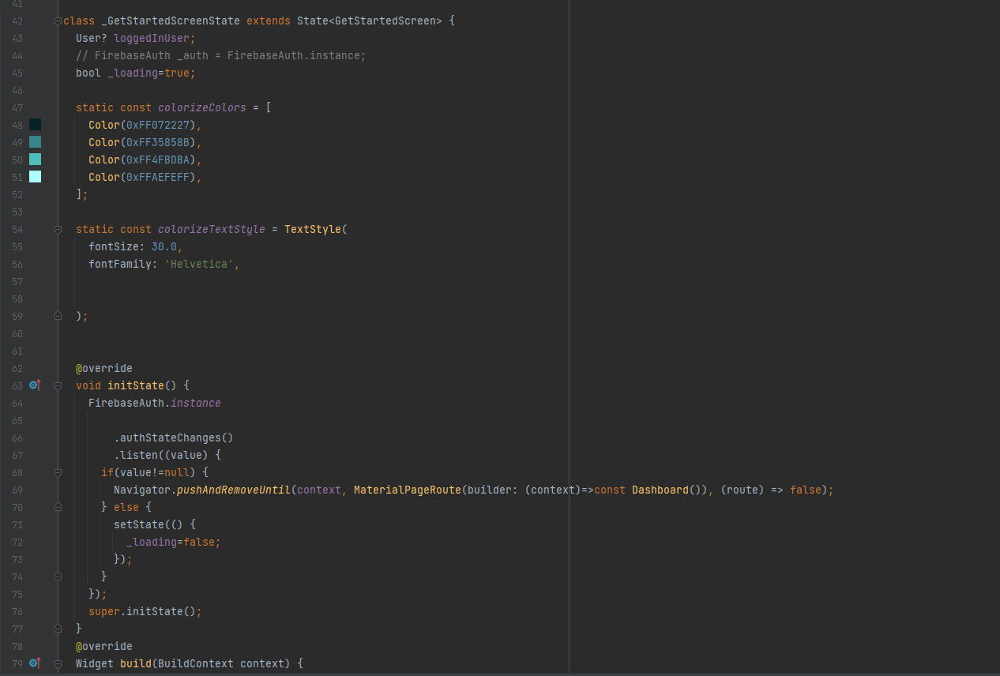 41
42 class _GetStartedScreenState extends State<GetStartedScreen> {
43   User? loggedInUser;
44   // FirebaseAuth _auth = FirebaseAuth.instance;
45   bool _loading=true;
46
47   static const colorizeColors = [
48     Color(0xFF072227),
49     Color(0xFF35858B),
50     Color(0xFF4FBDBA),
51     Color(0xFFAEFEFF),
52   ];
53
54   static const colorizeTextStyle = TextStyle(
55     fontSize: 30.0,
56     fontFamily: 'Helvetica',
57
58
59   );
60
61
62   @override
63   void initState() {
64     FirebaseAuth.instance
65
66         .authStateChanges()
67         .listen((value) {
68       if(value!=null) {
69         Navigator.pushAndRemoveUntil(context, MaterialPageRoute(builder: (context)=>const Dashboard()), (route) => false);
70       } else {
71         setState(() {
72           _loading=false;
73         });
74       }
75     });
76     super.initState();
77   }
78   @override
79   Widget build(BuildContext context) {